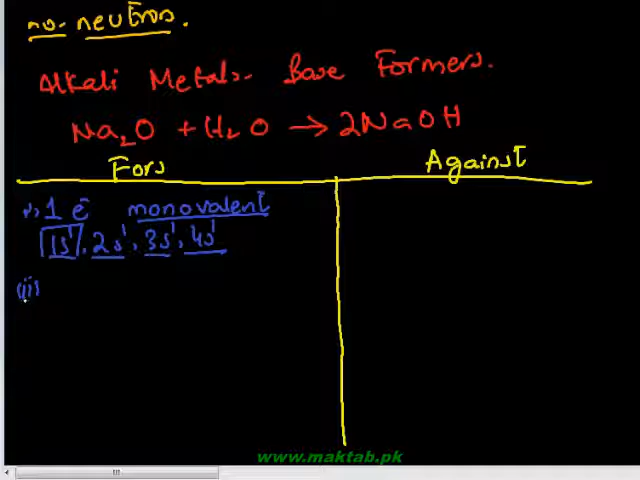 no. neutros.
Alkali Metals. Base Formers.
Na₂O + H₂O → 2NaOH
Fors Against
i), 1 ē monovalent
1s¹, 2s¹, 3s¹, 4s¹
(ii)
www.maktab.pk